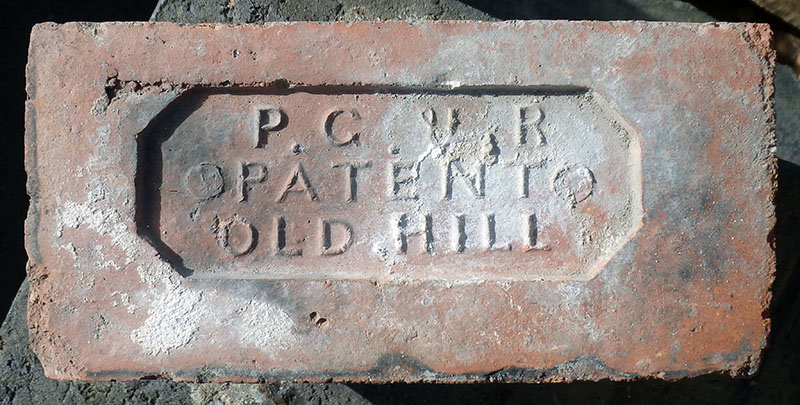 P. G. & R
PATENT
OLD HILL